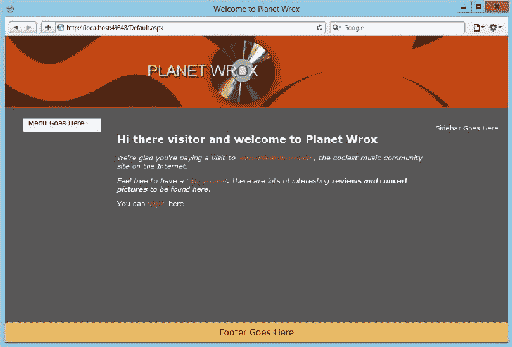 Welcome to Planet Wrox
Google
PLANET WROX
Menu Goes Here
Sidebar Goes Here
Hi there visitor and welcome to Planet Wrox
We're glad you're paying a visit to , the coolest music community
site on the Internet.
Feel free to have a ; there are lots of interesting reviews and concert
pictures to be found here.
You can here
Footer Goes Here